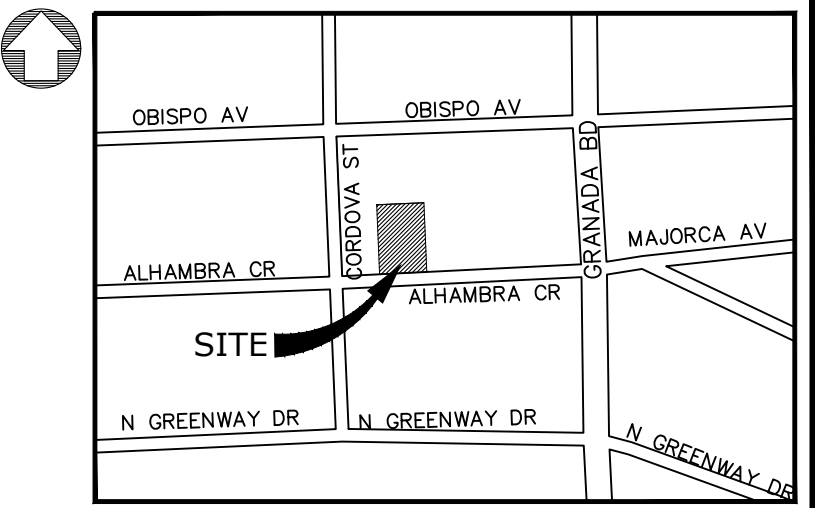 OBISPO AV
OBISPO AV
CORDOVA ST
GRANADA BD
MAJORCA AV
ALHAMBRA CR
ALHAMBRA CR
SITE
N GREENWAY DR
N GREENWAY DR
N GREENWAY DR